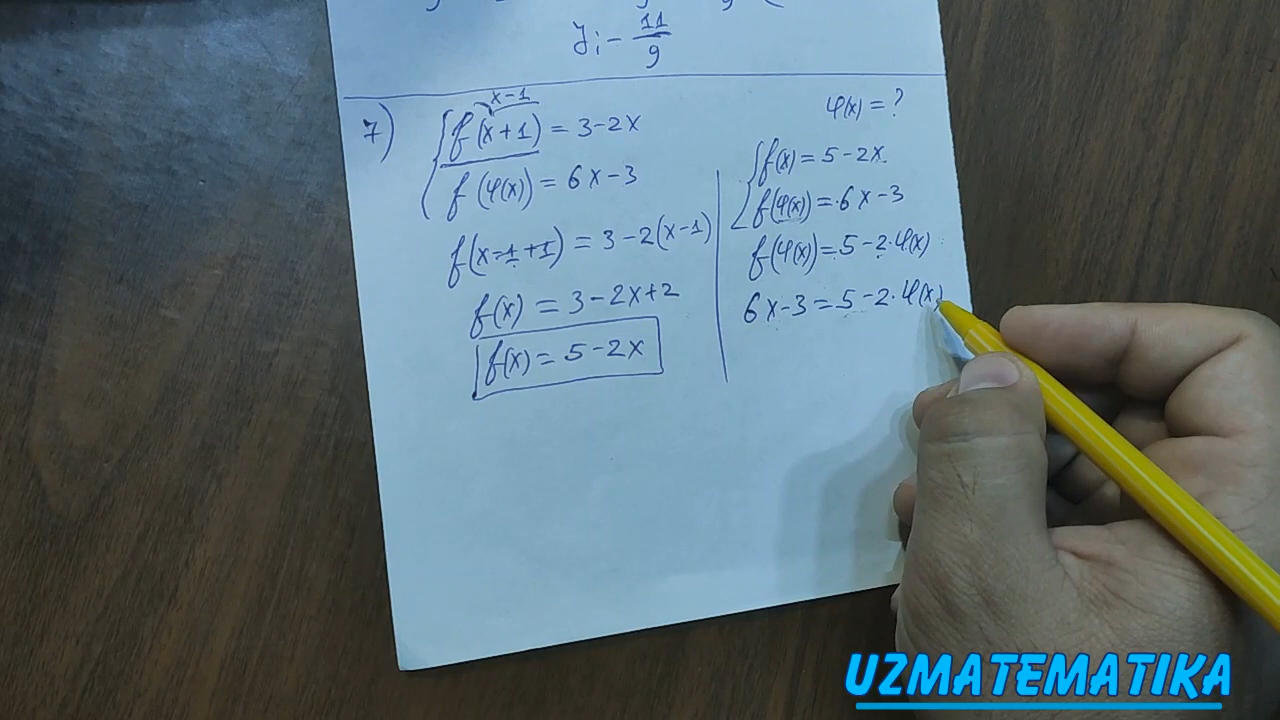 J; - 11/9
7)
x-1
f(x+1) = 3-2x
f(φ(x)) = 6x-3
f(x-1+1) = 3-2(x-1)
f(x) = 3-2x+2
f(x) = 5-2x
φ(x) = ?
f(x) = 5-2x
f(φ(x)) = 6x-3
f(φ(x)) = 5-2·φ(x)
6x-3 = 5-2·φ(x)
UZMATEMATIKA